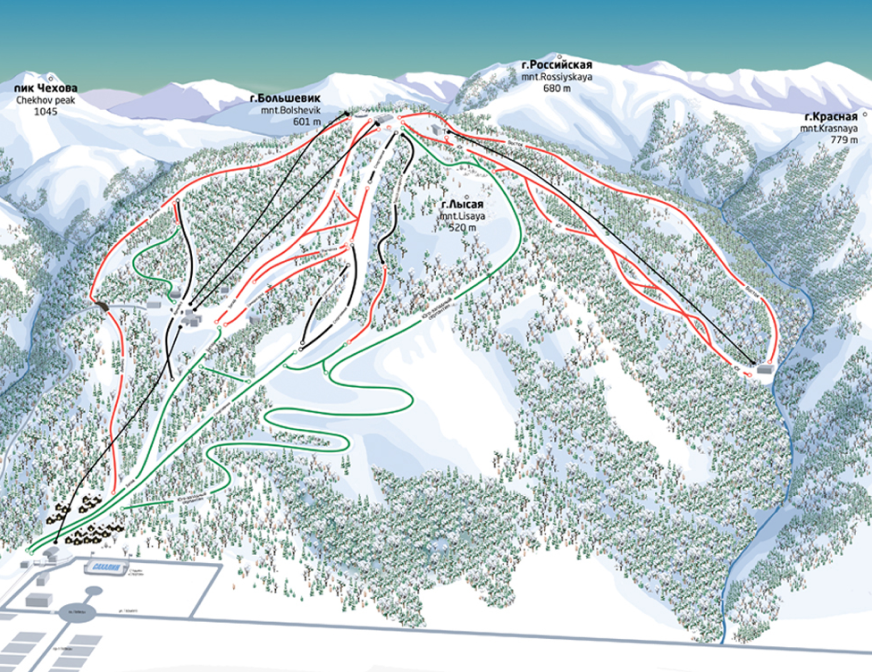 г.Российская
mnt.Rossiyskaya
680 m
пик Чехова
Chekhov peak
1045
г.Большевик
mnt.Bolshevik
601 m
г.Красная
mnt.Krasnaya
779 m
г.Лысая
mnt.Lisaya
520 m
САХАЛИН